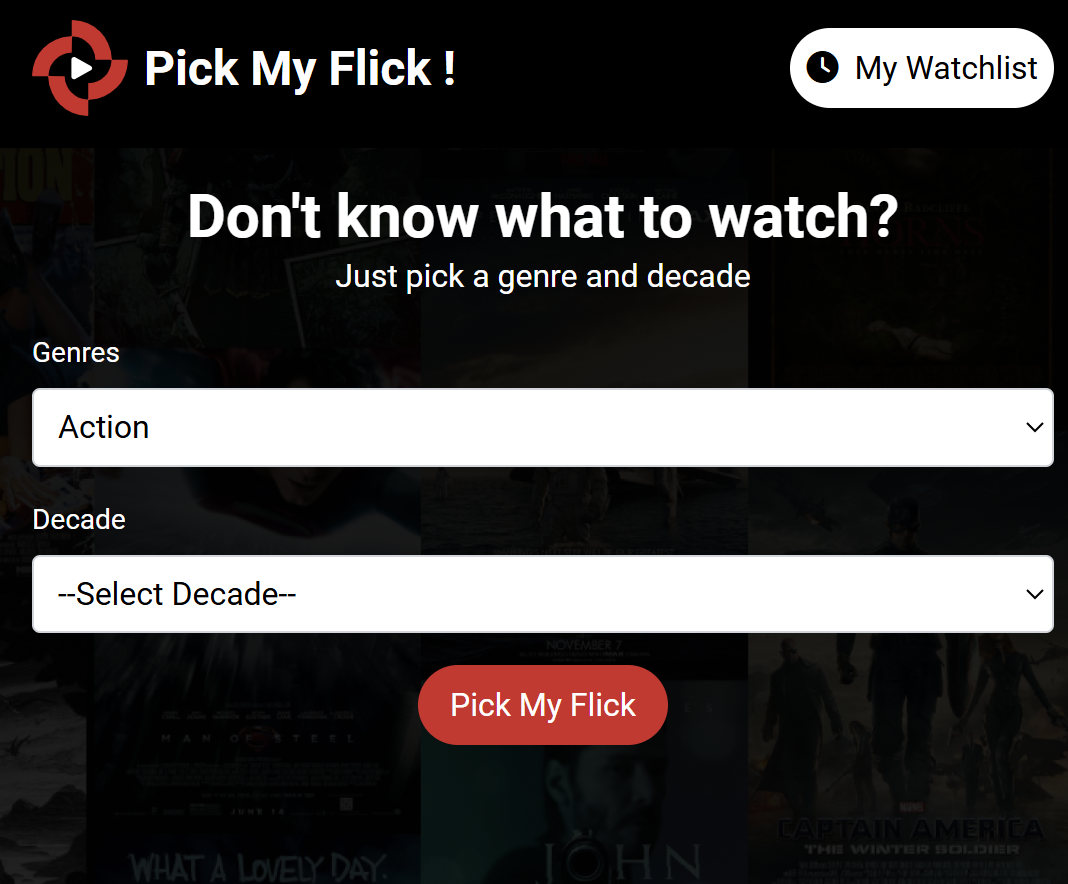 Pick My Flick !
My Watchlist
Don't know what to watch?
Just pick a genre and decade
Genres
Action
Decade
--Select Decade--
NOVEMBER 7
Pick My Flick
MAN OF STEEL
JUNE 14
MARVEL
CAPTAIN AMERICA
THE WINTER SOLDIER
WHAT A LOVELY DAY.
JOHN